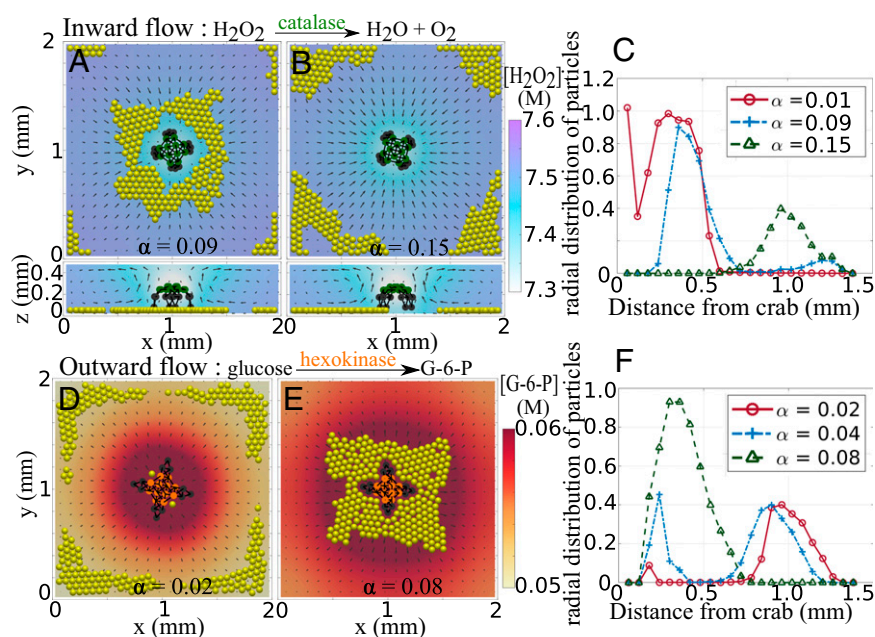 Inward flow : H2O2 catalase H2O + O2
A
B
[H2O2]
(M)
7.6
7.5
7.4
7.3
2
y (mm)
1
0
α = 0.09
α = 0.15
z (mm)
0.4
0.2
0
0 1 2 0 1 2
x (mm) x (mm)
C
radial distribution of particles
1.2
1.0
0.8
0.4
0
α = 0.01
α = 0.09
α = 0.15
0 0.5 1.0 1.5
Distance from crab (mm)
Outward flow : glucose hexokinase G-6-P
D
E
[G-6-P]
(M)
0.06
0.05
2
y (mm)
1
0
α = 0.02
α = 0.08
0 1 2 0 1 2
x (mm) x (mm)
F
radial distribution of particles
1.0
0.8
0.6
0.4
0.2
0
α = 0.02
α = 0.04
α = 0.08
0 0.5 1.0 1.5
Distance from crab (mm)